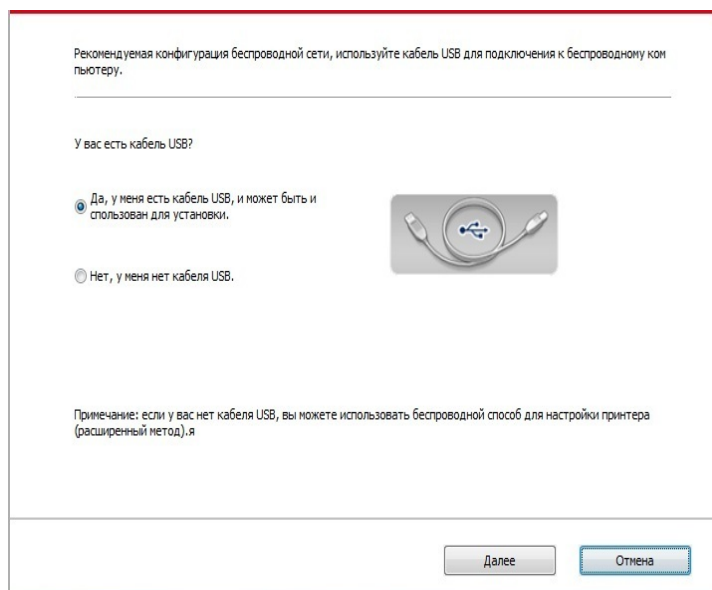 Рекомендуемая конфигурация беспроводной сети, используйте кабель USB для подключения к беспроводному ком
пьютеру.
У вас есть кабель USB?
Да, у меня есть кабель USB, и может быть и
спользован для установки.
Нет, у меня нет кабеля USB.
Примечание: если у вас нет кабеля USB, вы можете использовать беспроводной способ для настройки принтера
(расширенный метод).я
Далее
Отмена